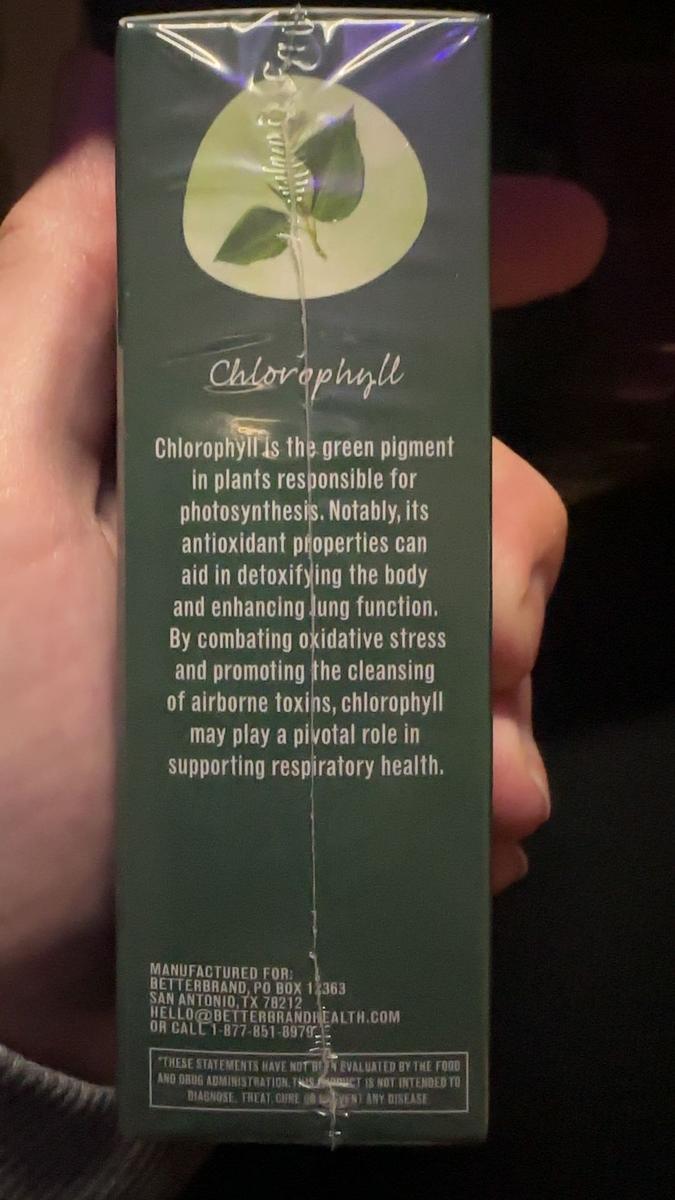 Chlorophyll
Chlorophyll is the green pigment
in plants responsible for
photosynthesis. Notably, its
antioxidant properties can
aid in detoxifying the body
and enhancing lung function.
By combating oxidative stress
and promoting the cleansing
of airborne toxins, chlorophyll
may play a pivotal role in
supporting respiratory health.
MANUFACTURED FOR:
BETTERBRAND, PO BOX 12363
SAN ANTONIO, TX 78212
HELLO@BETTERBRANDHEALTH.COM
OR CALL 1-877-851-8979
*THESE STATEMENTS HAVE NOT BEEN EVALUATED BY THE FOOD
AND DRUG ADMINISTRATION. THIS PRODUCT IS NOT INTENDED TO
DIAGNOSE, TREAT, CURE OR PREVENT ANY DISEASE